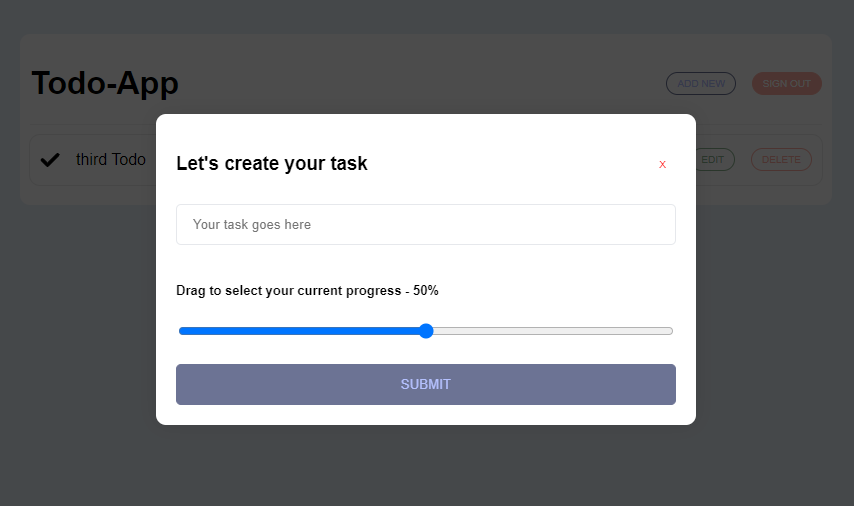 Todo-App
ADD NEW
SIGN OUT
Let's create your task
x
third Todo
EDIT
DELETE
Your task goes here
Drag to select your current progress - 50%
SUBMIT